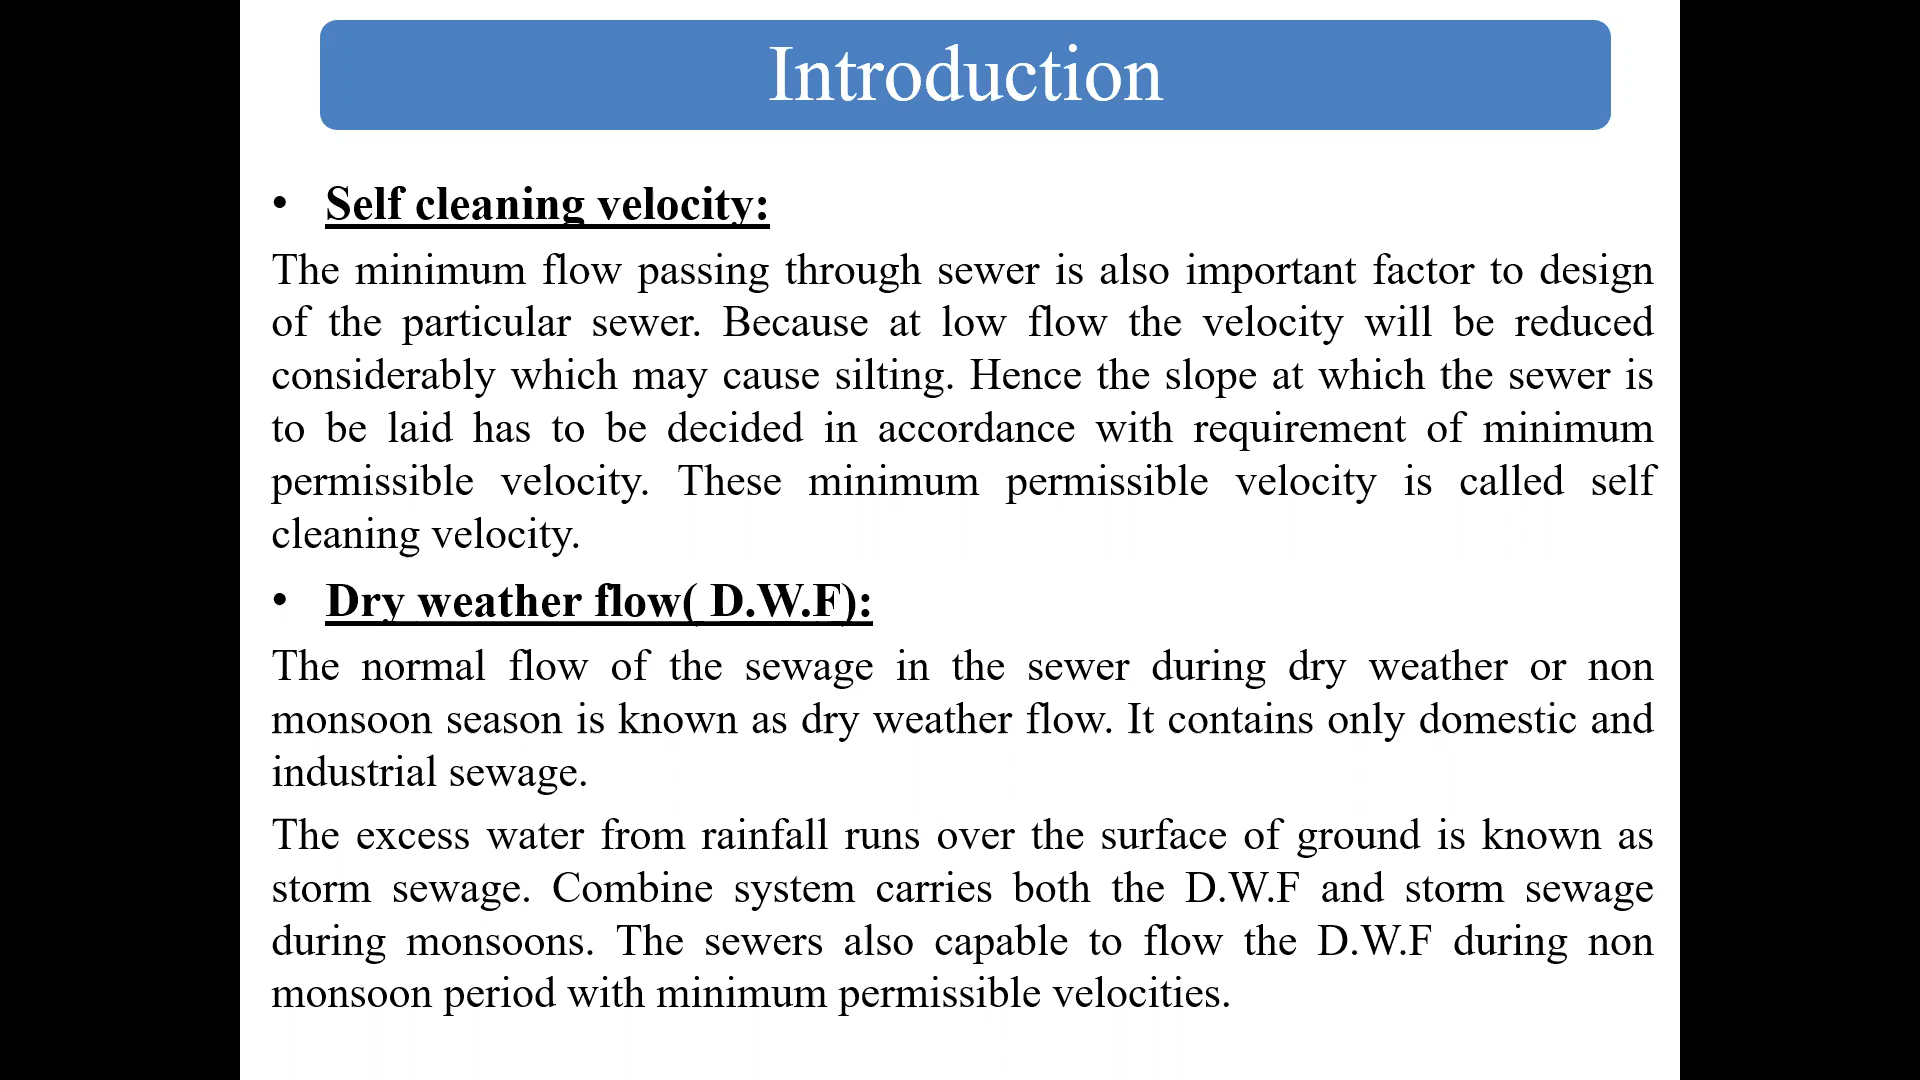 Introduction
• Self cleaning velocity:
The minimum flow passing through sewer is also important factor to design
of the particular sewer. Because at low flow the velocity will be reduced
considerably which may cause silting. Hence the slope at which the sewer is
to be laid has to be decided in accordance with requirement of minimum
permissible velocity. These minimum permissible velocity is called self
cleaning velocity.
• Dry weather flow( D.W.F):
The normal flow of the sewage in the sewer during dry weather or non
monsoon season is known as dry weather flow. It contains only domestic and
industrial sewage.
The excess water from rainfall runs over the surface of ground is known as
storm sewage. Combine system carries both the D.W.F and storm sewage
during monsoons. The sewers also capable to flow the D.W.F during non
monsoon period with minimum permissible velocities.